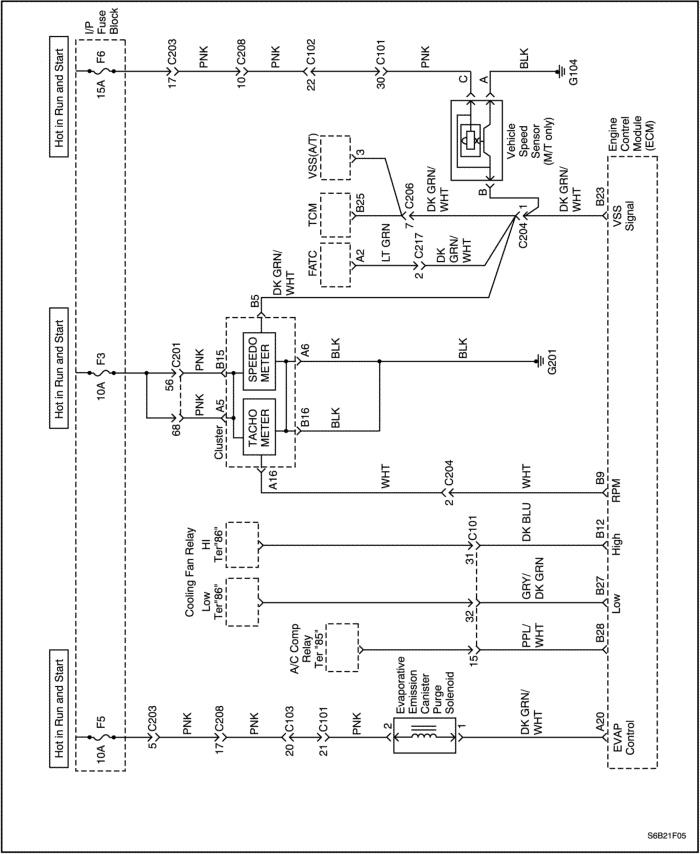 Hot in Run and Start
I/P
Fuse
Block
F6
15A
17
C203
PNK
10
C208
PNK
22
C102
PNK
30
C101
PNK
C
A
BLK
G104
Vehicle
Speed
Sensor
(M/T only)
B
VSS(A/T)
3
TCM
B25
FATC
A2
7
C206
DK GRN/
WHT
LT GRN
2
C217
DK
GRN/
WHT
1
C204
DK GRN/
WHT
B23
VSS
Signal
Engine
Control
Module
(ECM)
Hot in Run and Start
F3
10A
56
C201
PNK
B15
68
PNK
A5
Cluster
B5
DK GRN/
WHT
SPEEDO
METER
TACHO
METER
A6
BLK
BLK
G201
B16
BLK
A16
WHT
2
C204
WHT
B9
RPM
Cooling Fan Relay
HI
Ter"86"
Low
Ter"86"
31
C101
DK BLU
B12
High
32
GRY/
DK GRN
B27
Low
A/C Comp
Relay
Ter "85"
15
PPL/
WHT
B28
Hot in Run and Start
F5
10A
5
C203
PNK
17
C208
PNK
20
C103
21
C101
PNK
2
Evaporative
Emission
Canister
Purge
Solenoid
1
DK GRN/
WHT
A20
EVAP
Control
S6B21F05